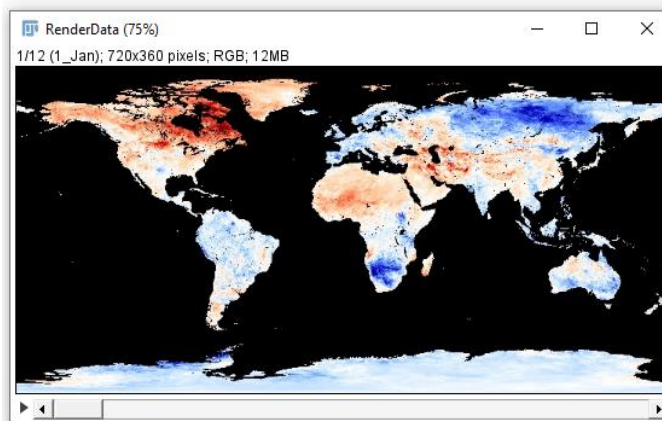 RenderData (75%)
1/12 (1_Jan); 720x360 pixels; RGB; 12MB